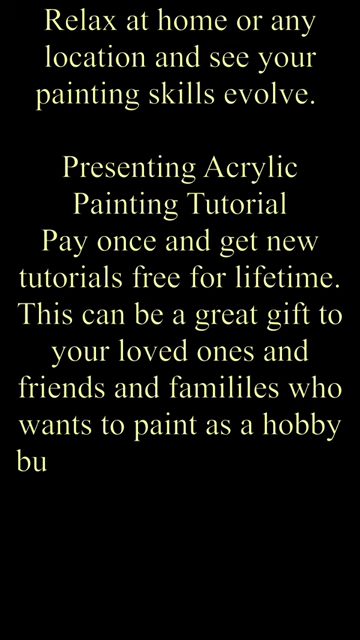 Relax at home or any
location and see your
painting skills evolve.
Presenting Acrylic
Painting Tutorial
Pay once and get new
tutorials free for lifetime.
This can be a great gift to
your loved ones and
friends and famililes who
wants to paint as a hobby
bu